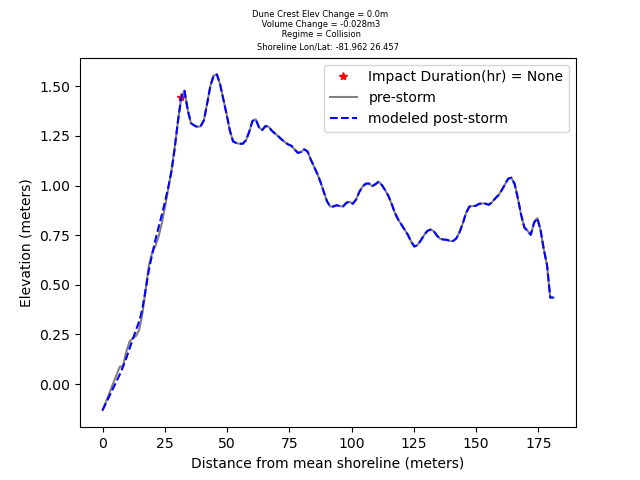 Dune Crest Elev Change = 0.0m
Volume Change = -0.028m3
Regime = Collision
Shoreline Lon/Lat: -81.962 26.457
Impact Duration(hr) = None
pre-storm
modeled post-storm
Elevation (meters)
1.50
1.25
1.00
0.75
0.50
0.25
0.00
0 25 50 75 100 125 150 175
Distance from mean shoreline (meters)